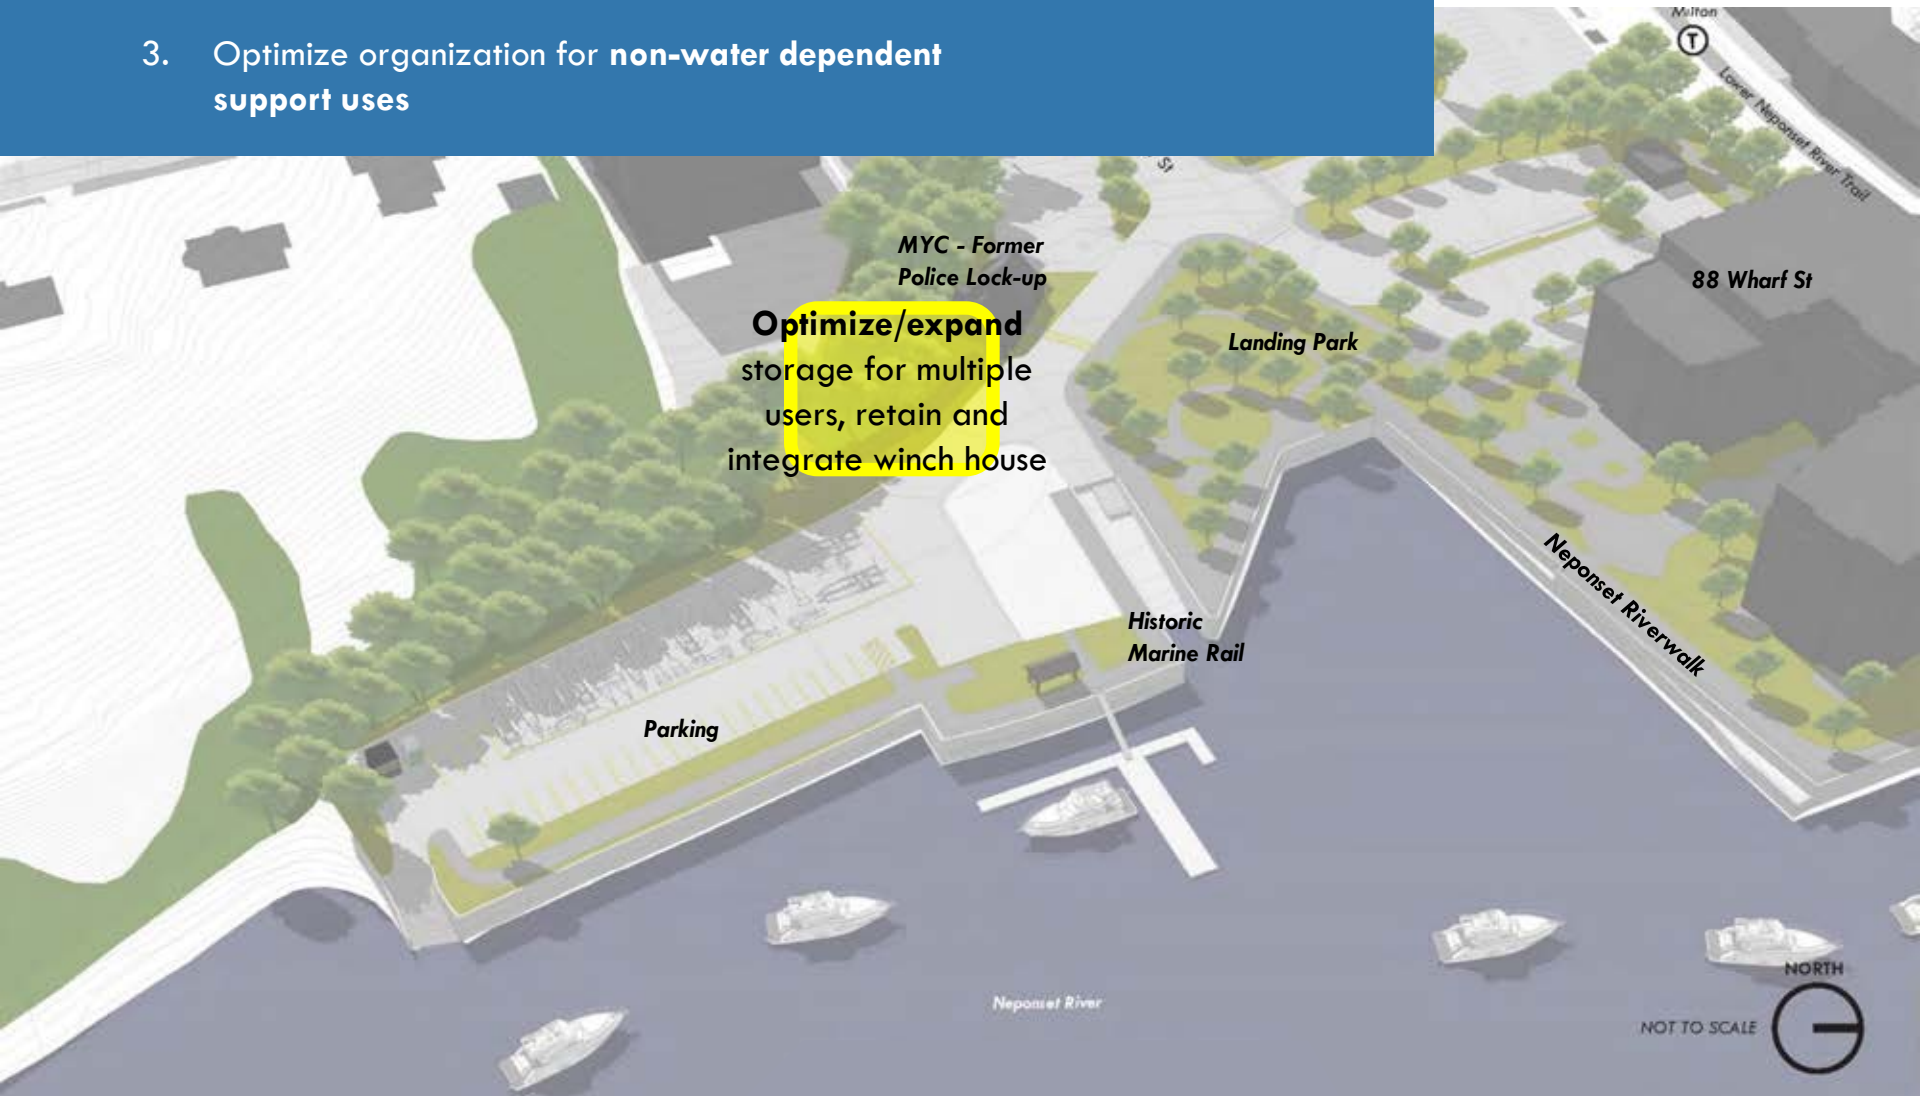 3. Optimize organization for non-water dependent
support uses
Milton
T
Lower Neponset River Trail
St
MYC - Former
Police Lock-up
88 Wharf St
Optimize/expand
storage for multiple
users, retain and
integrate winch house
Landing Park
Neponset Riverwalk
Historic
Marine Rail
Parking
Neponset River
NORTH
NOT TO SCALE